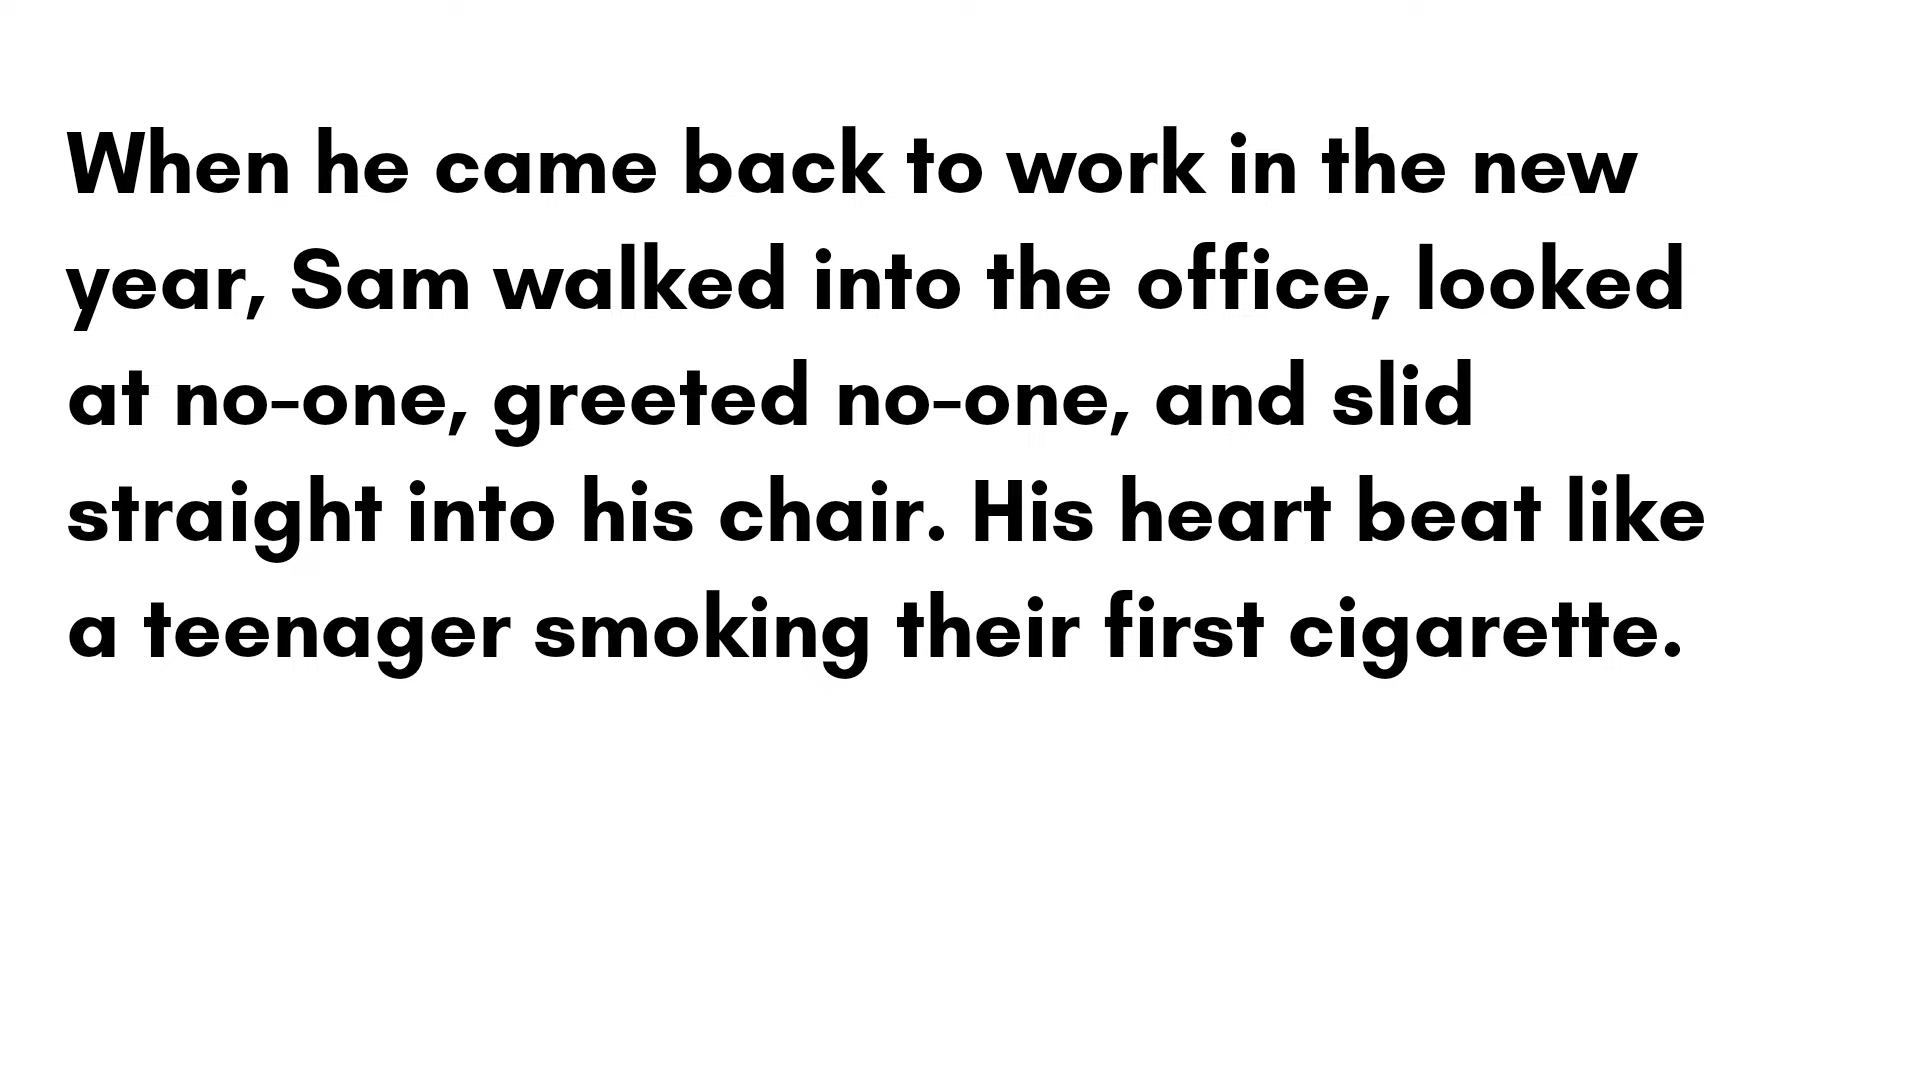 When he came back to work in the new
year, Sam walked into the office, looked
at no-one, greeted no-one, and slid
straight into his chair. His heart beat like
a teenager smoking their first cigarette.